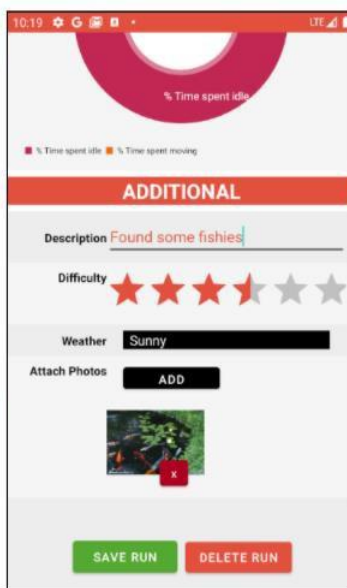 10:19 G LTE
% Time spent idle
% Time spent idle % Time spent moving
ADDITIONAL
Description Found some fishies
Difficulty
Weather Sunny
Attach Photos ADD
x
SAVE RUN DELETE RUN